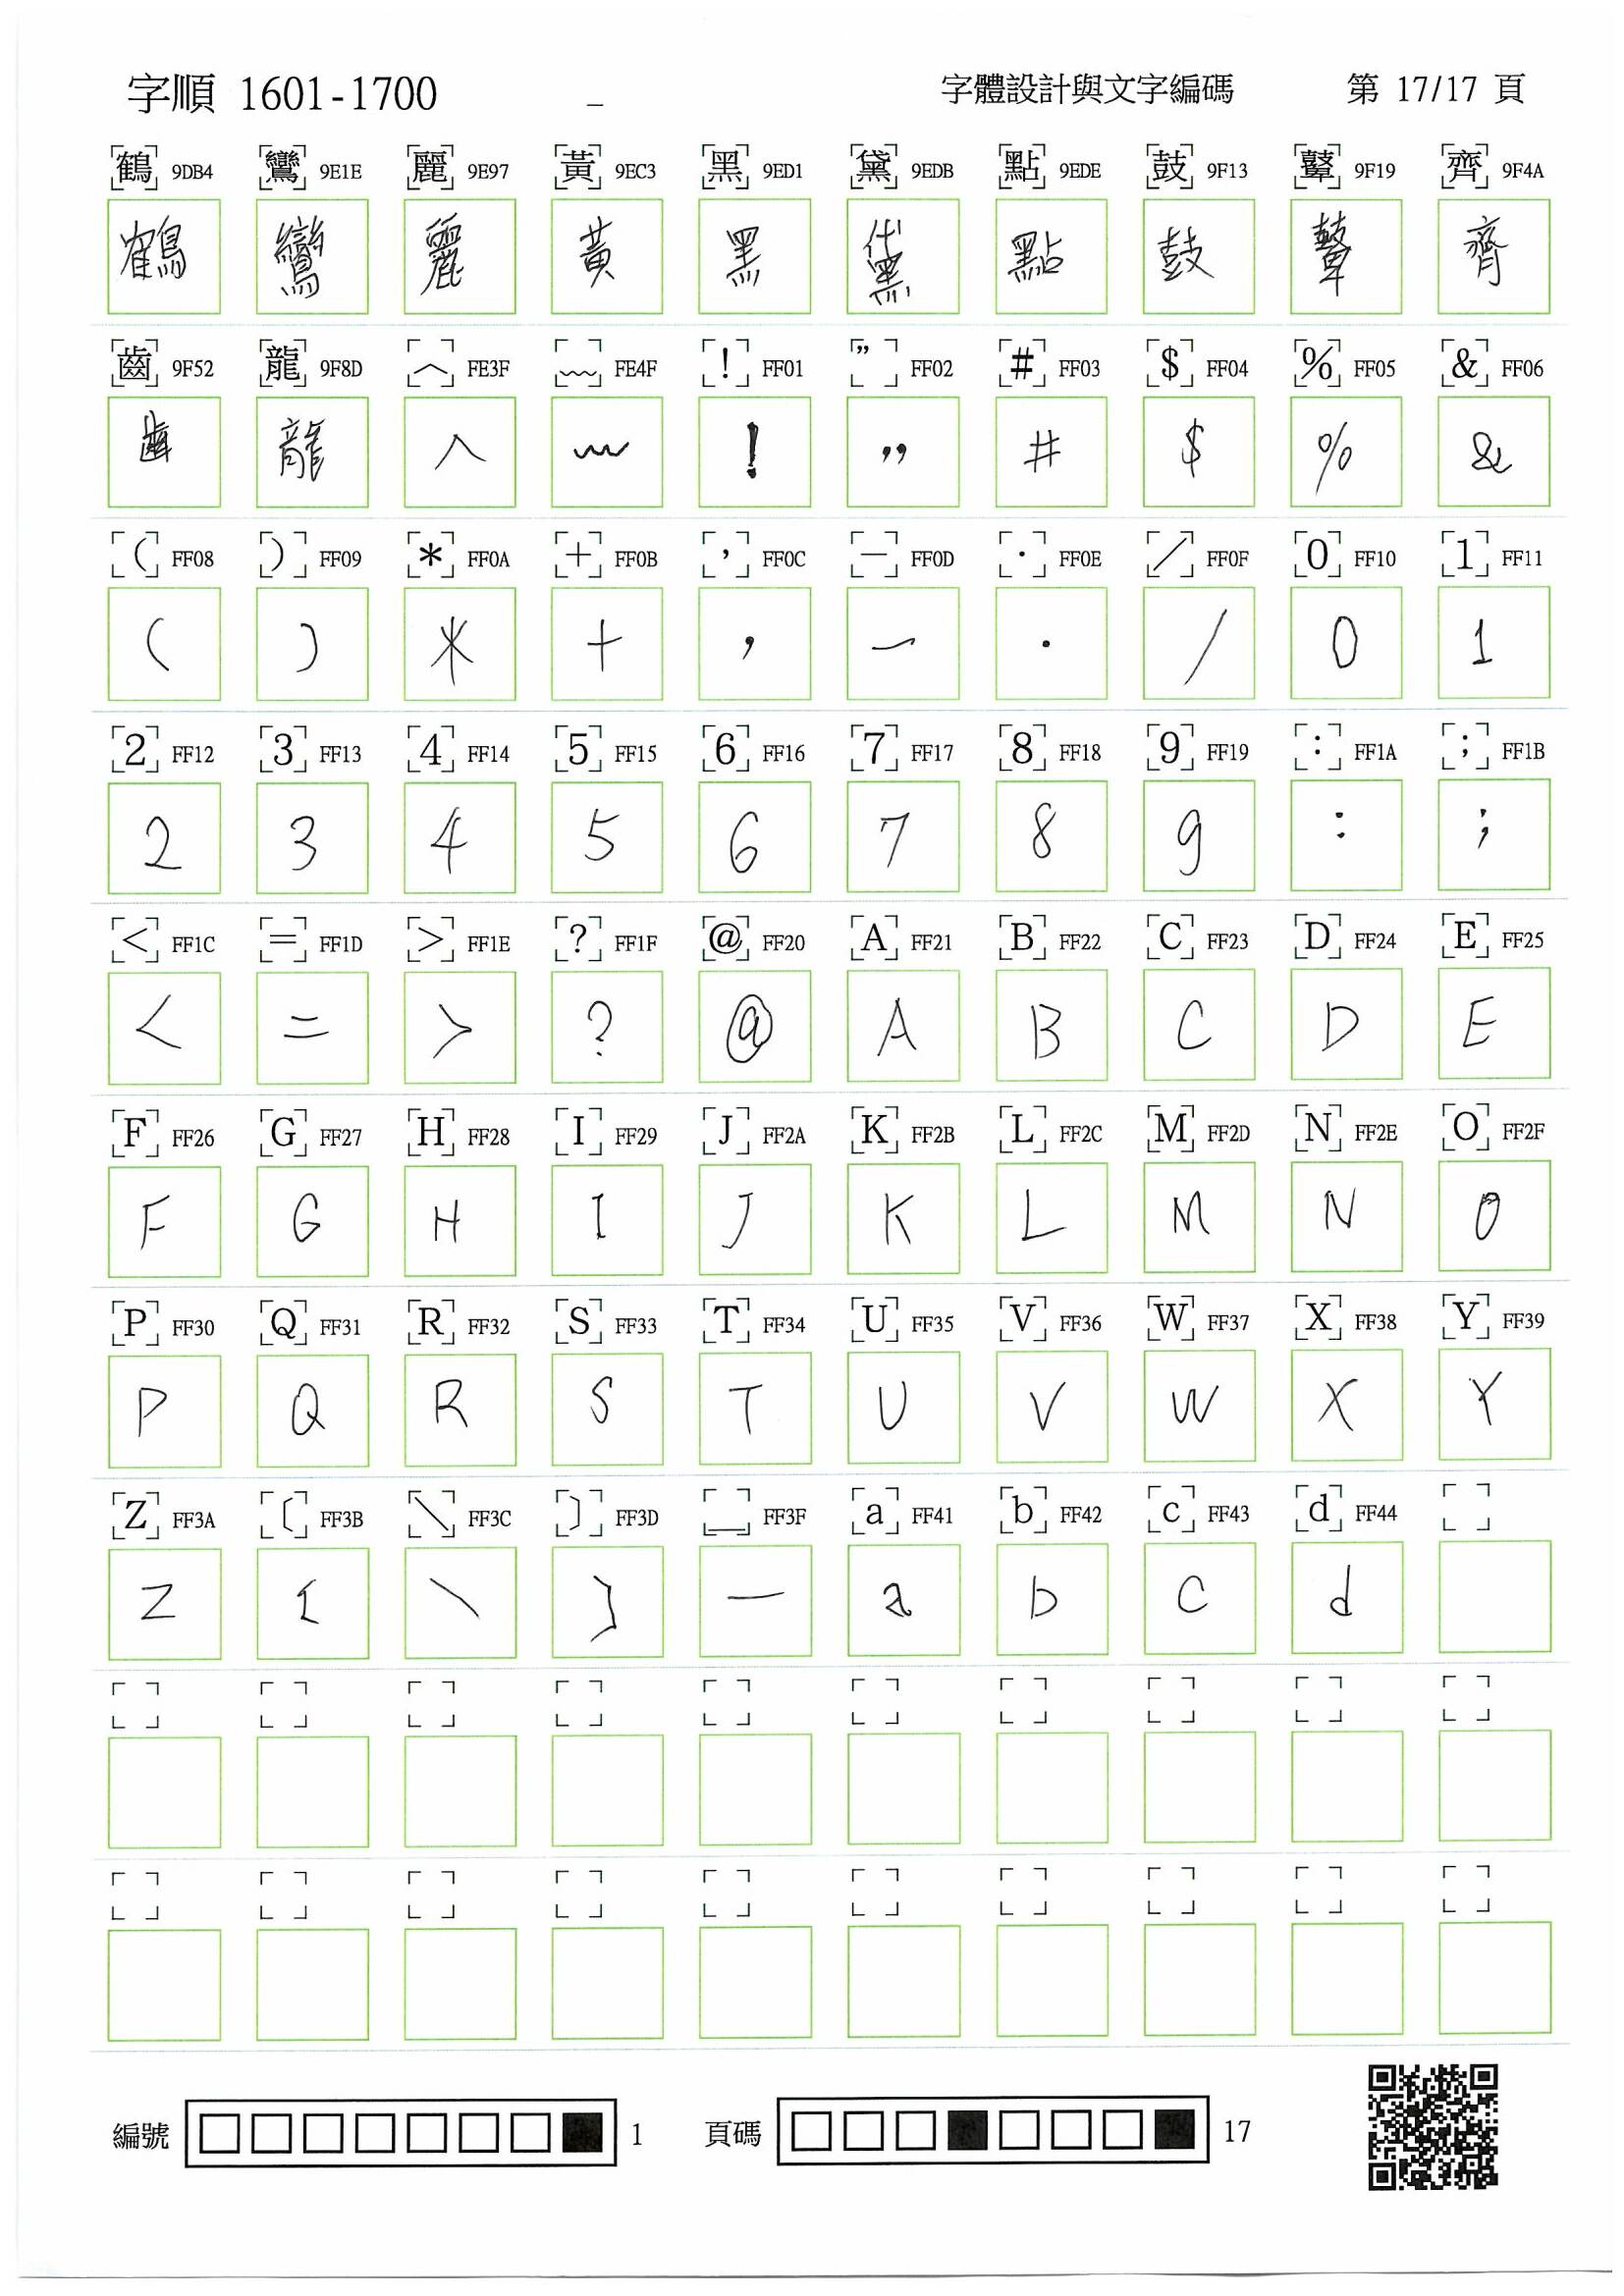 字順 1601-1700 _ 字體設計與文字編碼 第 17/17 頁
鶴 9DB4 鸞 9E1E 麗 9E97 黃 9EC3 黑 9ED1 黛 9EDB 點 9EDE 鼓 9F13 鼙 9F19 齊 9F4A
鶴 鸞 麗 黃 黑 黛 點 鼓 鼙 齊
齒 9F52 龍 9F8D ︿ FE3F ﹏ FE4F ! FF01 ” FF02 # FF03 $ FF04 % FF05 & FF06
齒 龍 ︿ ﹏ ! ” # $ % &
( FF08 ) FF09 * FF0A + FF0B , FF0C － FF0D . FF0E / FF0F 0 FF10 1 FF11
( ) * + , － . / 0 1
2 FF12 3 FF13 4 FF14 5 FF15 6 FF16 7 FF17 8 FF18 9 FF19 : FF1A ; FF1B
2 3 4 5 6 7 8 9 : ;
< FF1C = FF1D > FF1E ? FF1F @ FF20 A FF21 B FF22 C FF23 D FF24 E FF25
< = > ? @ A B C D E
F FF26 G FF27 H FF28 I FF29 J FF2A K FF2B L FF2C M FF2D N FF2E O FF2F
F G H I J K L M N O
P FF30 Q FF31 R FF32 S FF33 T FF34 U FF35 V FF36 W FF37 X FF38 Y FF39
P Q R S T U V W X Y
Z FF3A 〔 FF3B \ FF3C 〕 FF3D _ FF3F a FF41 b FF42 c FF43 d FF44
Z [ \ ] — a b c d
編號 1 頁碼 17